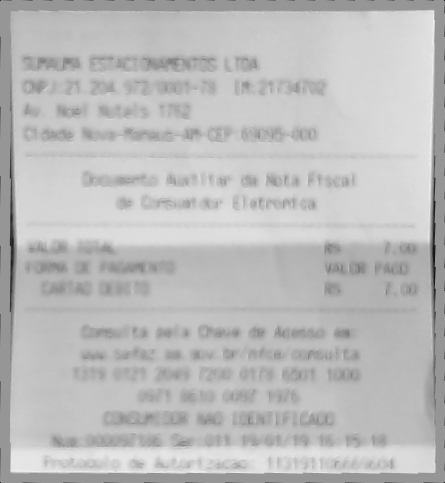 SUMAUMA ESTACIONAMENTOS LTDA
CNPJ:21.204.972/0001-78 IM:21734702
Av. Noel Nutels 1762
Cidade Nova-Manaus-AM-CEP:69095-000
Documento Auxiliar da Nota Fiscal
de Consumidor Eletronica
VALOR TOTAL R$ 7,00
FORMA DE PAGAMENTO VALOR PAGO
CARTAO DEBITO R$ 7,00
Consulta pela Chave de Acesso em:
www.sefaz.am.gov.br/nfce/consulta
1319 0121 2049 7200 0178 6501 1000
0971 8610 0097 1976
CONSUMIDOR NAO IDENTIFICADO
Num:000097186 Ser:011 19/01/19 16:15:18
Protocolo de Autorizacao: